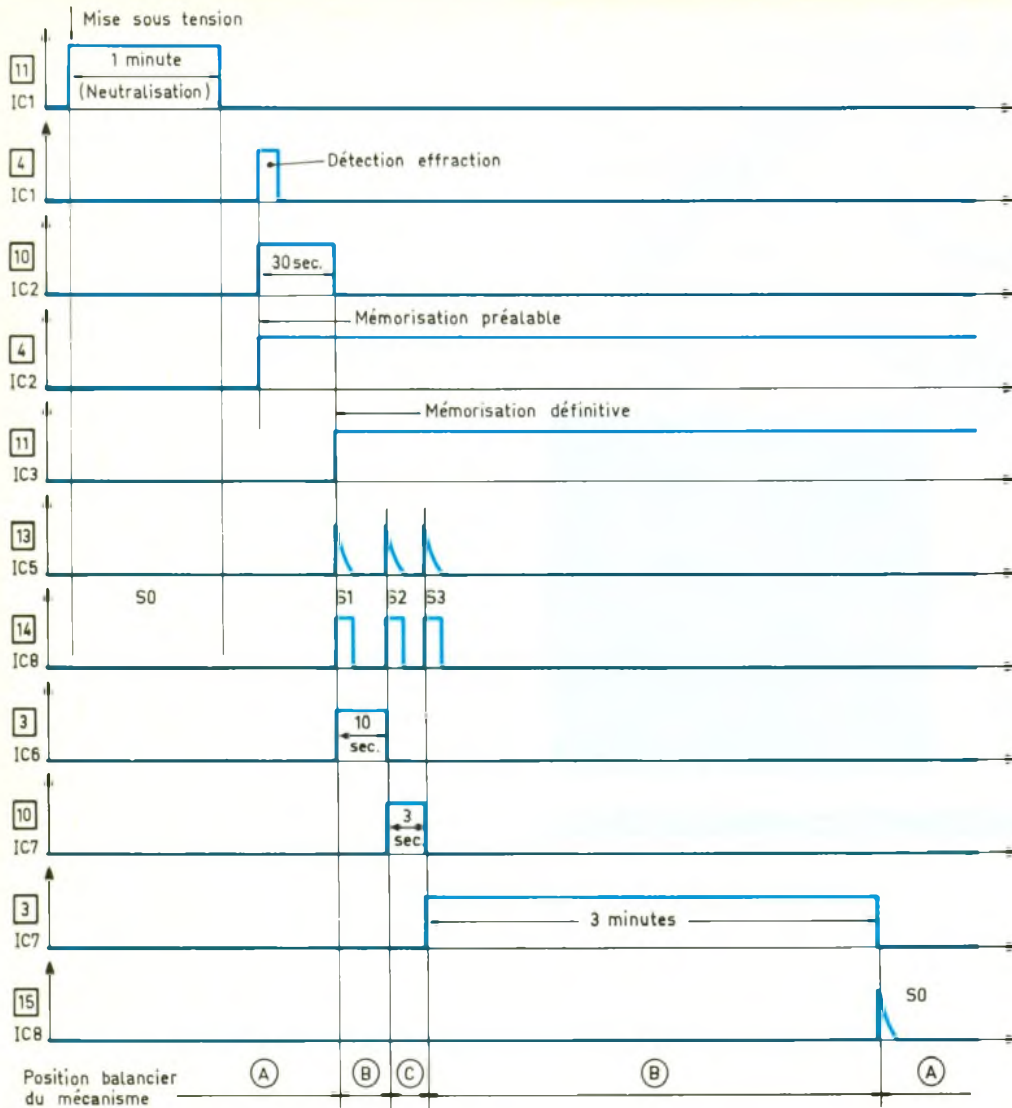 Mise sous tension
11
IC1
1 minute
(Neutralisation)
4
IC1
Détection effraction
10
IC2
30 sec.
4
IC2
Mémorisation préalable
11
IC3
Mémorisation définitive
13
IC5
S0
S1
S2
S3
14
IC8
3
IC6
10
sec.
10
IC7
3
sec
3
IC7
3 minutes
15
IC8
S0
Position balancier
du mécanisme
A
B
C
B
A